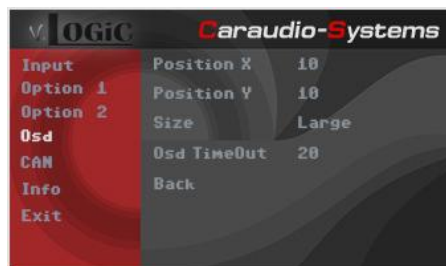 V. LOGiC Caraudio-Systems
Input Position X 10
Option 1 Position Y 10
Option 2
Size Large
Osd
Osd TimeOut 20
CAN
Info Back
Exit